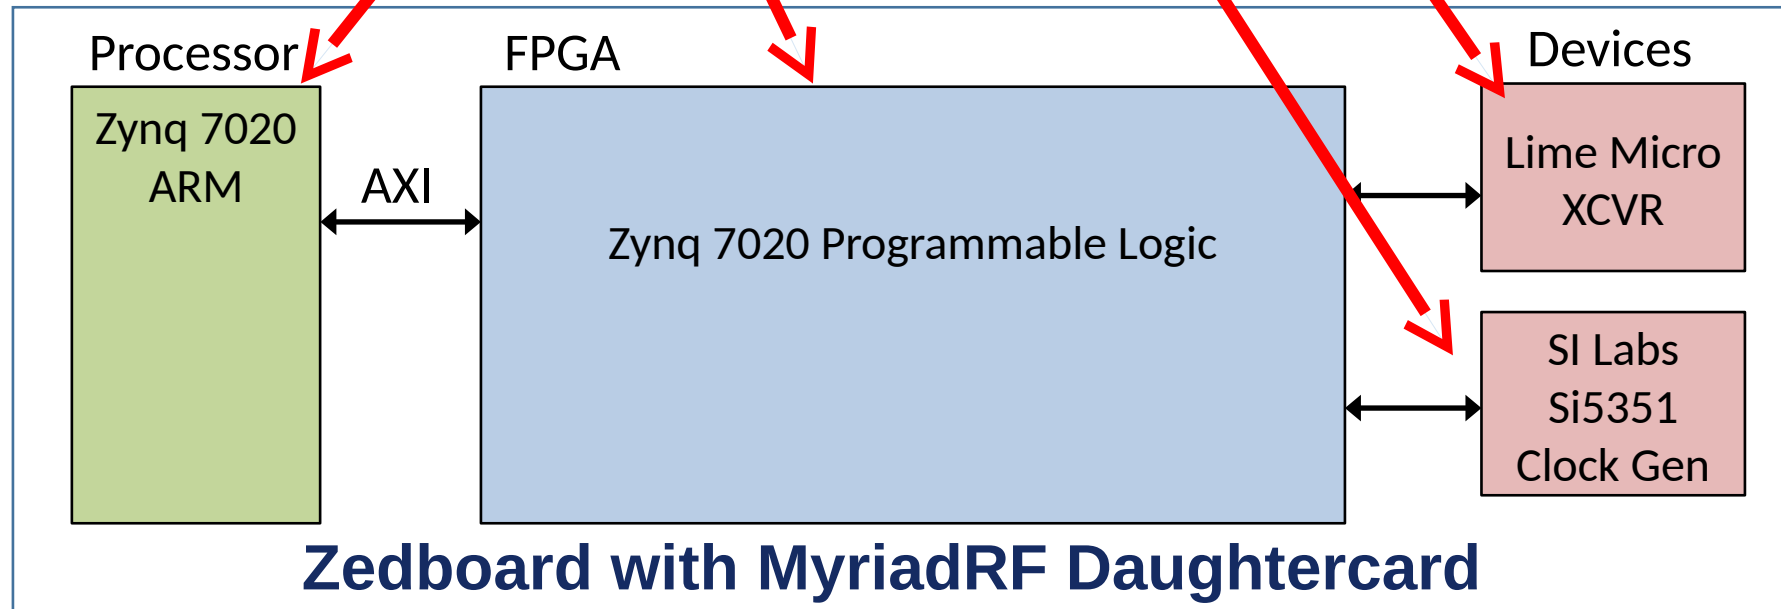 Processor
FPGA
Devices
Zynq 7020
ARM
AXI
Zynq 7020 Programmable Logic
Lime Micro
XCVR
SI Labs
Si5351
Clock Gen
Zedboard with MyriadRF Daughtercard